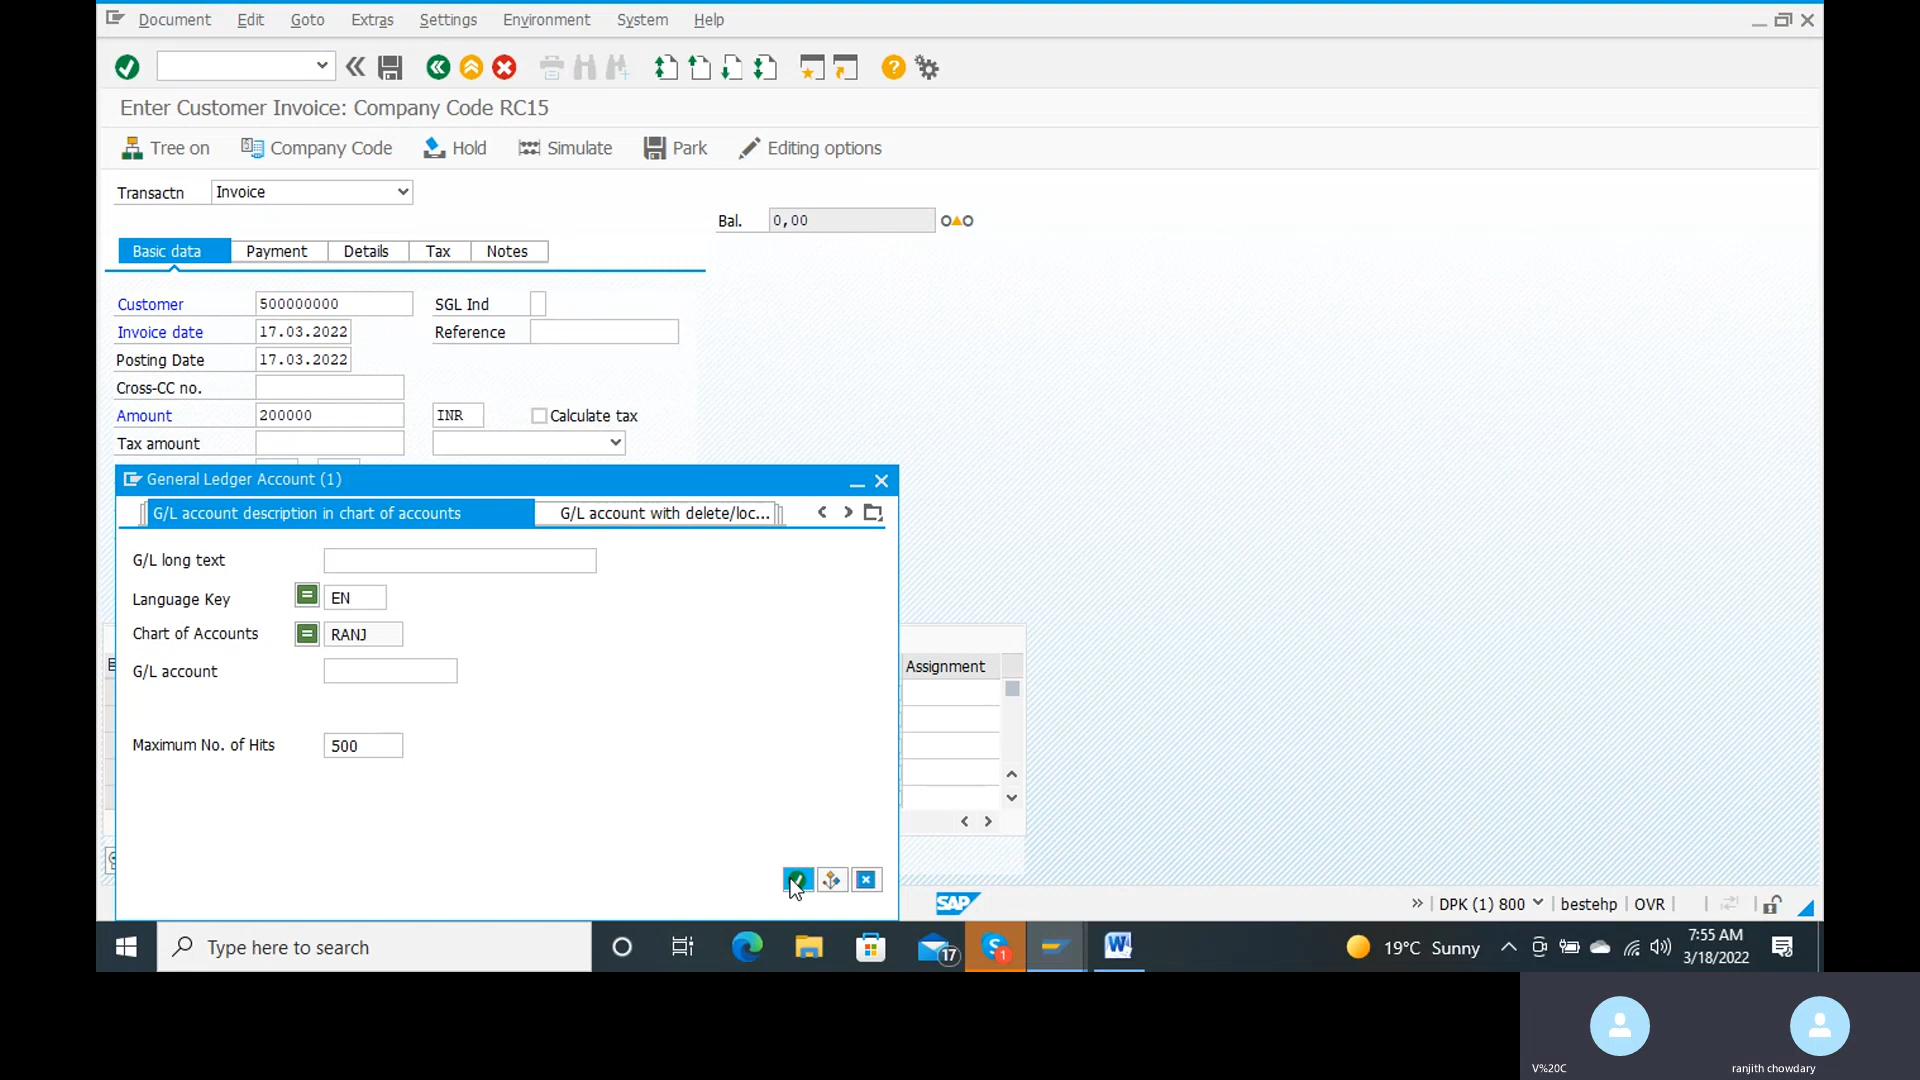 Document Edit Goto Extras Settings Environment System Help
Enter Customer Invoice: Company Code RC15
Tree on Company Code Hold Simulate Park Editing options
Transactn Invoice
Bal. 0,00
Basic data Payment Details Tax Notes
Customer 500000000 SGL Ind
Invoice date 17.03.2022 Reference
Posting Date 17.03.2022
Cross-CC no.
Amount 200000 INR Calculate tax
Tax amount
General Ledger Account (1)
G/L account description in chart of accounts G/L account with delete/loc...
G/L long text
Language Key = EN
Chart of Accounts = RANJ
G/L account
Assignment
Maximum No. of Hits 500
SAP » DPK (1) 800 bestehp OVR
Type here to search 17 1 W 19°C Sunny 7:55 AM
3/18/2022
V%20C ranjith chowdary